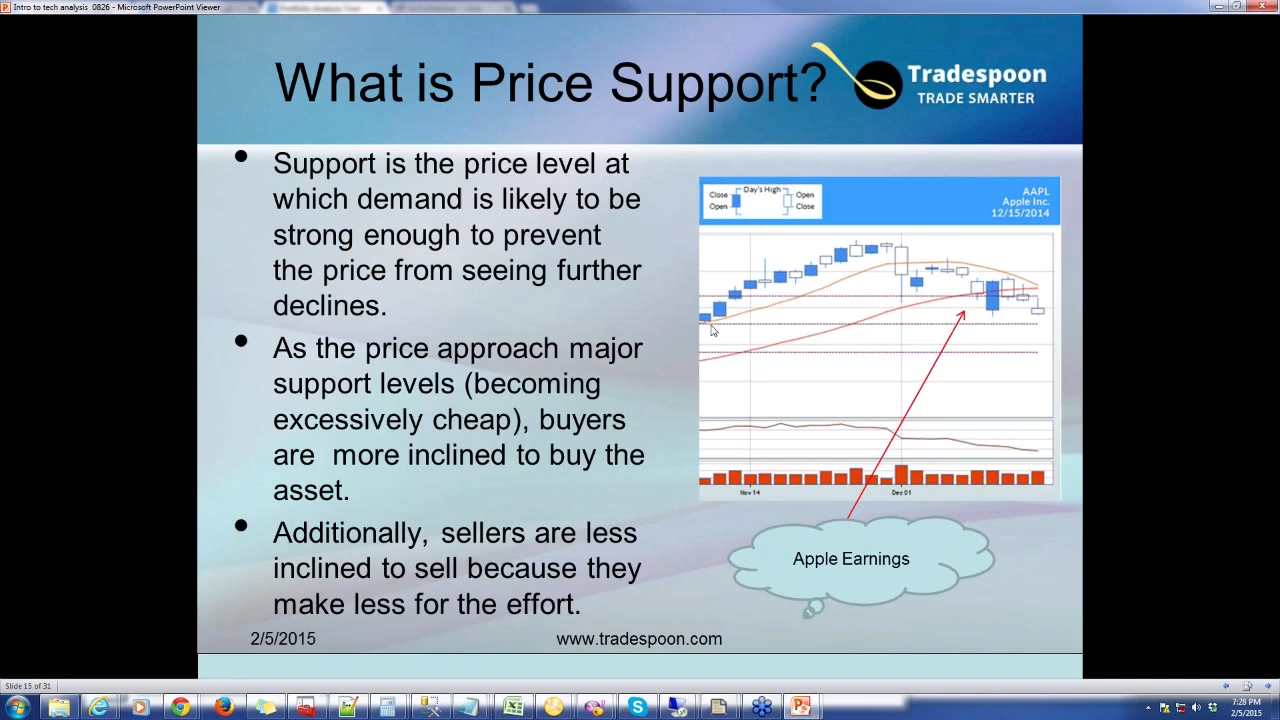 Intro to tech analysis 0826 - Microsoft PowerPoint Viewer
What is Price Support?
Tradespoon
TRADE SMARTER
• Support is the price level at
which demand is likely to be
strong enough to prevent
the price from seeing further
declines.
• As the price approach major
support levels (becoming
excessively cheap), buyers
are more inclined to buy the
asset.
• Additionally, sellers are less
inclined to sell because they
make less for the effort.
Close Day's High Open
Open Close
AAPL
Apple Inc.
12/15/2014
Nov 14 Dec 01
Apple Earnings
2/5/2015 www.tradespoon.com
Slide 15 of 31
7:28 PM
2/5/2015